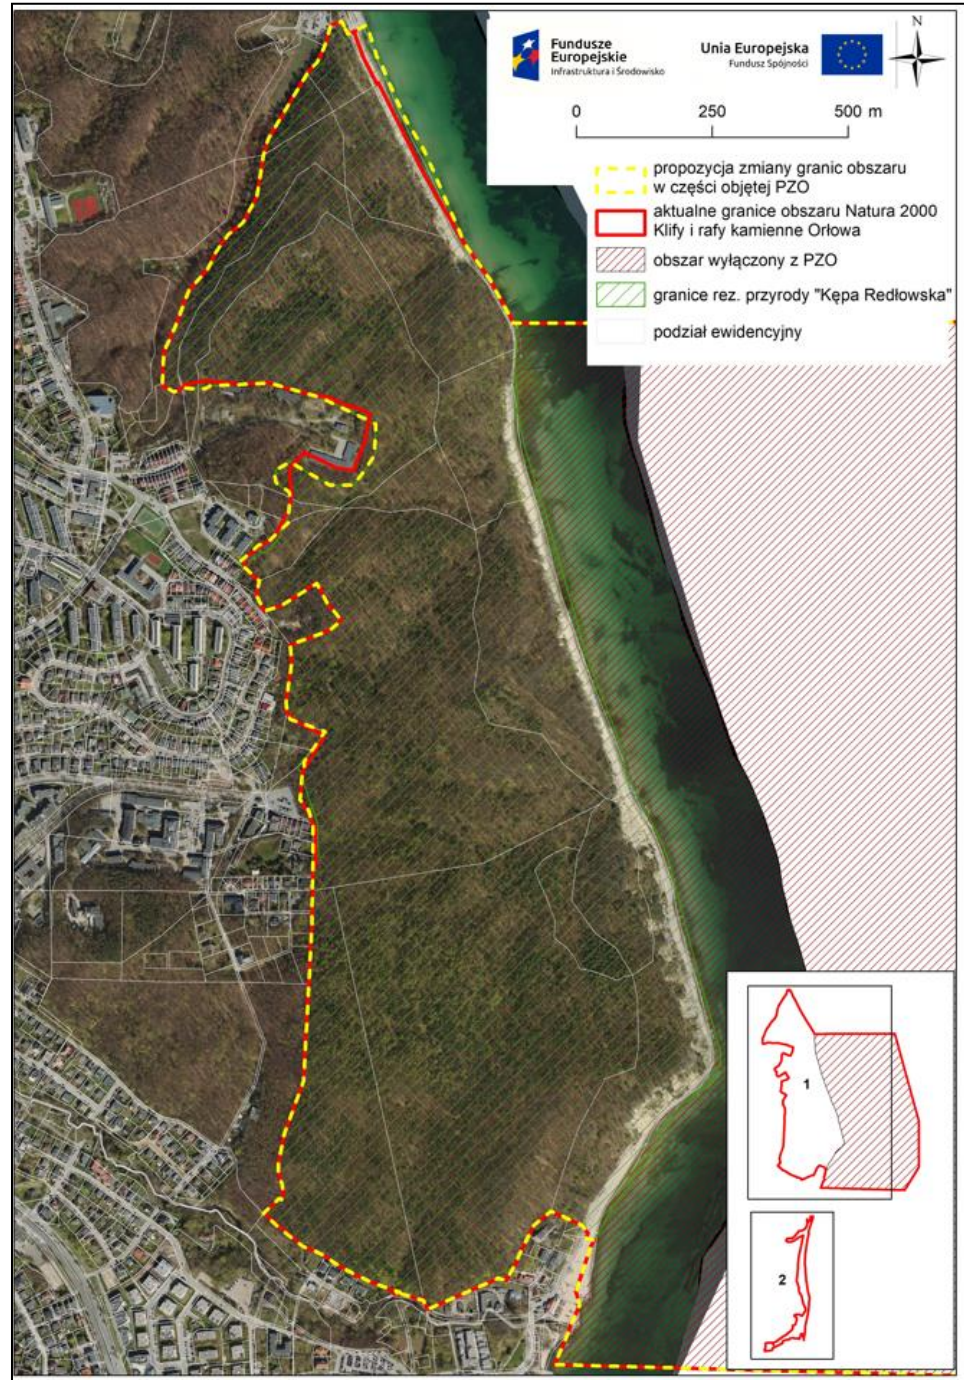 Fundusze
Europejskie
Infrastruktura i Środowisko
Unia Europejska
Fundusz Spójności
N
0 250 500 m
propozycja zmiany granic obszaru
w części objętej PZO
aktualne granice obszaru Natura 2000
Klify i rafy kamienne Orłowa
obszar wyłączony z PZO
granice rez. przyrody "Kępa Redłowska"
podział ewidencyjny
1
2